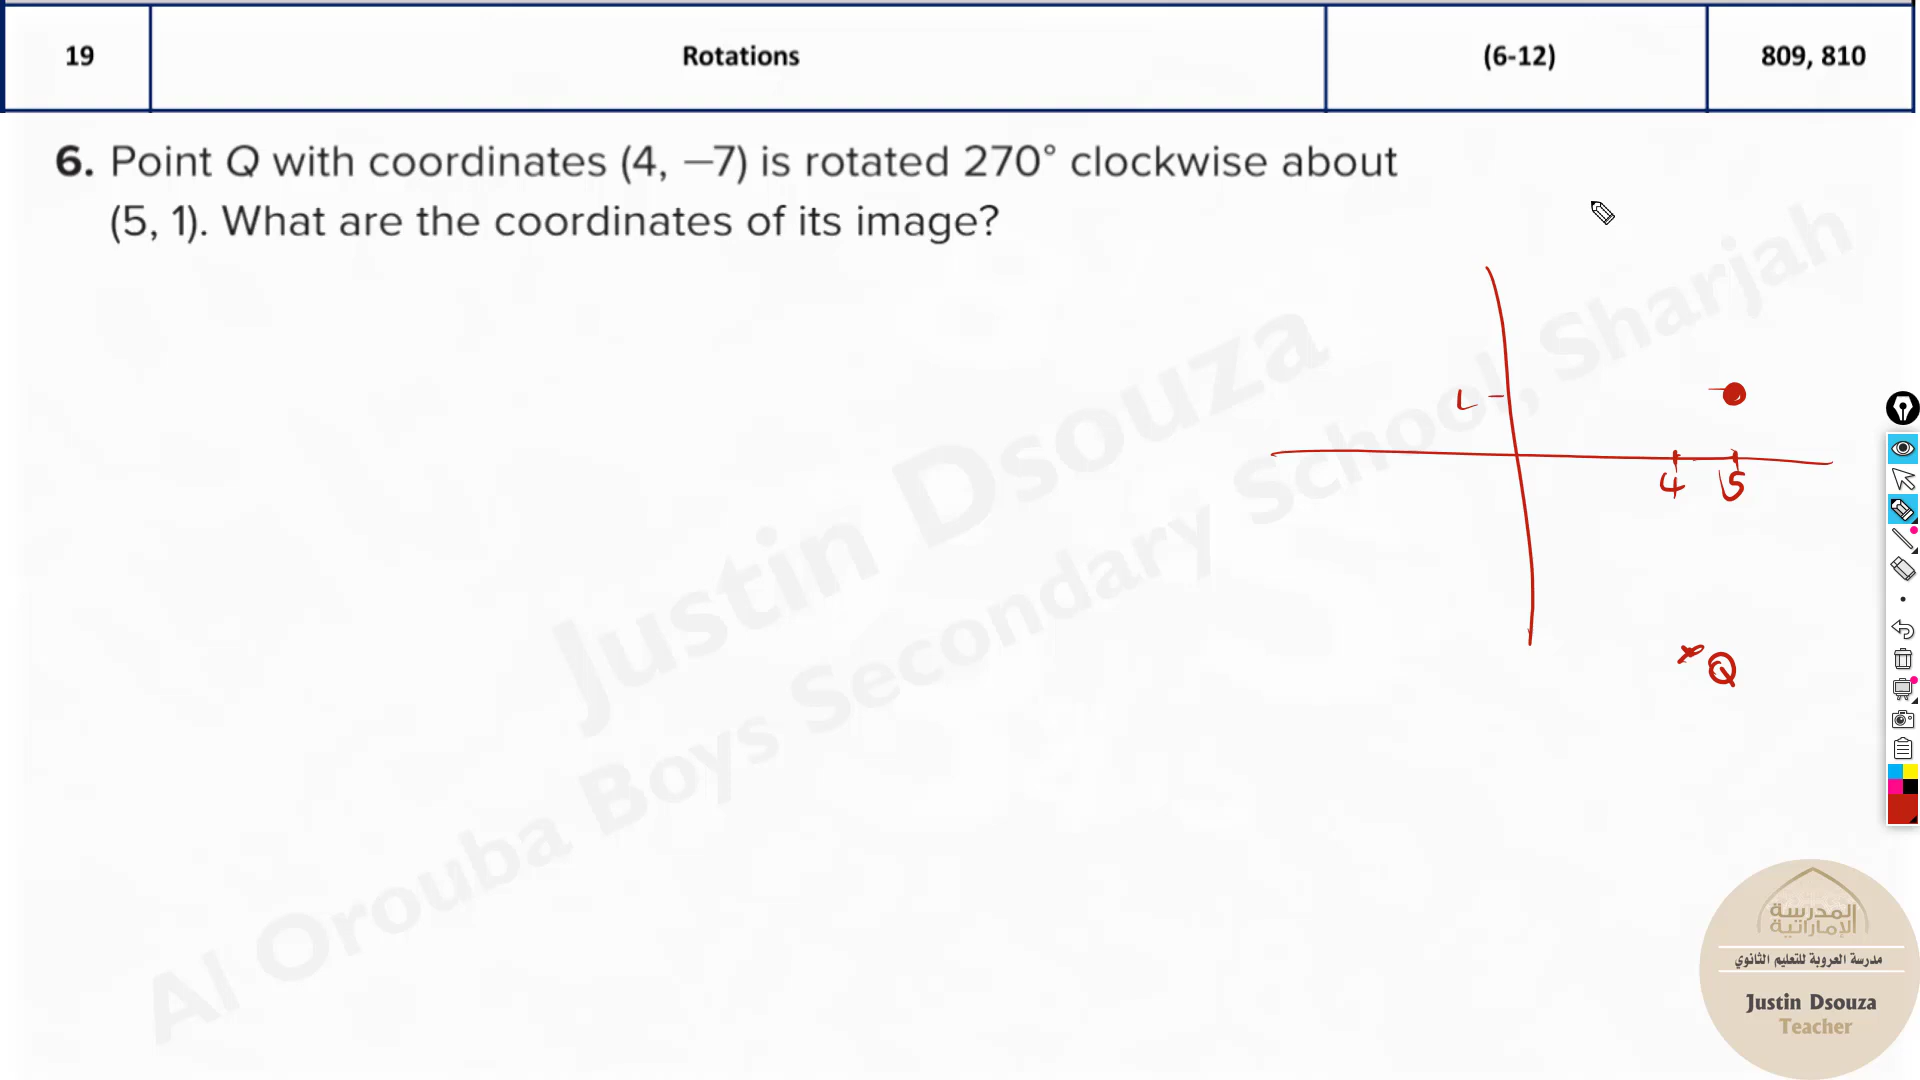 19 Rotations (6-12) 809, 810
6. Point Q with coordinates (4, −7) is rotated 270° clockwise about
(5, 1). What are the coordinates of its image?
4 5
Q
Justin Dsouza
Al Orouba Boys Secondary School, Sharjah
المدرسة
الإماراتية
مدرسة العروبة للتعليم الثانوي
Justin Dsouza
Teacher